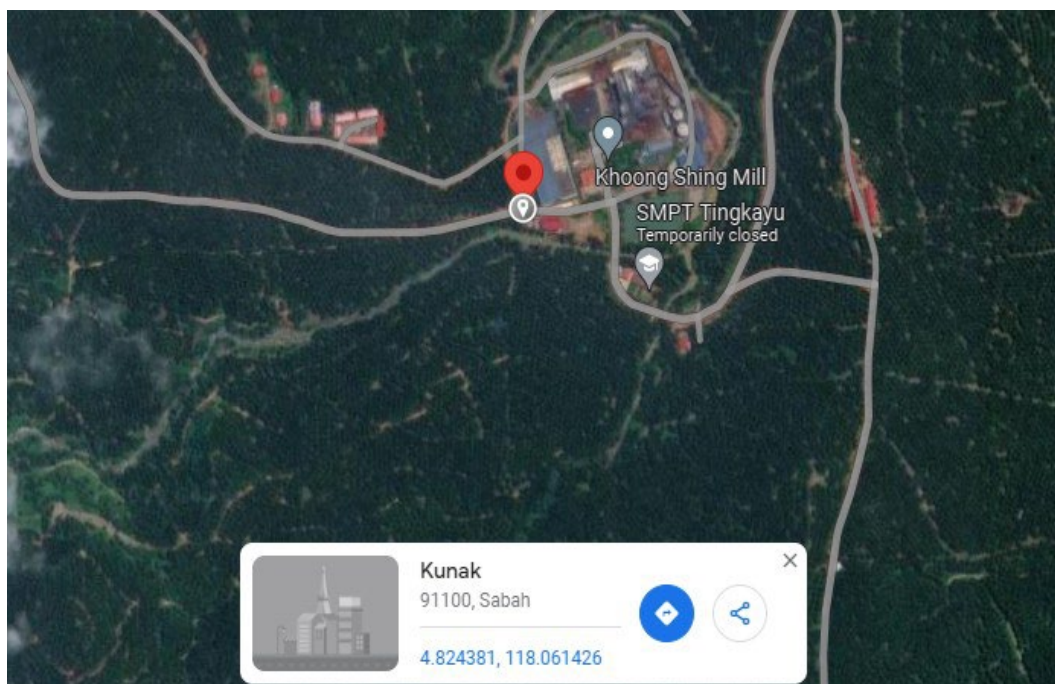 Khoong Shing Mill
SMPT Tingkayu
Temporarily closed
Kunak
91100, Sabah
4.824381, 118.061426